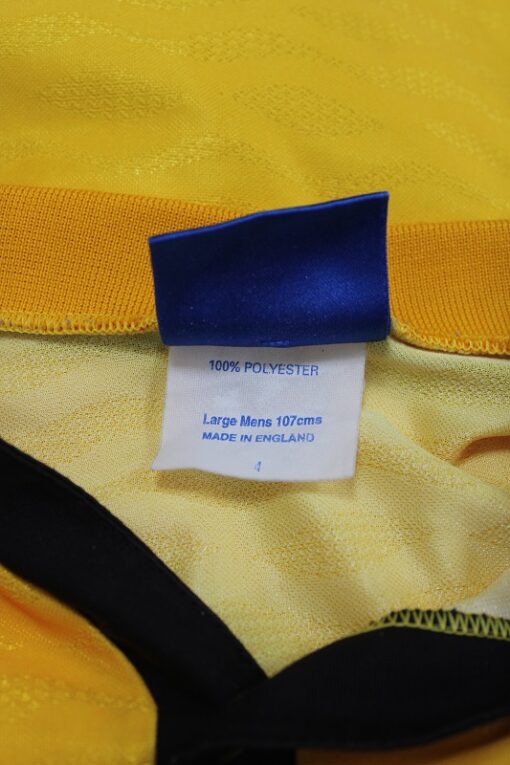 100% POLYESTER
Large Mens 107cms
MADE IN ENGLAND
4